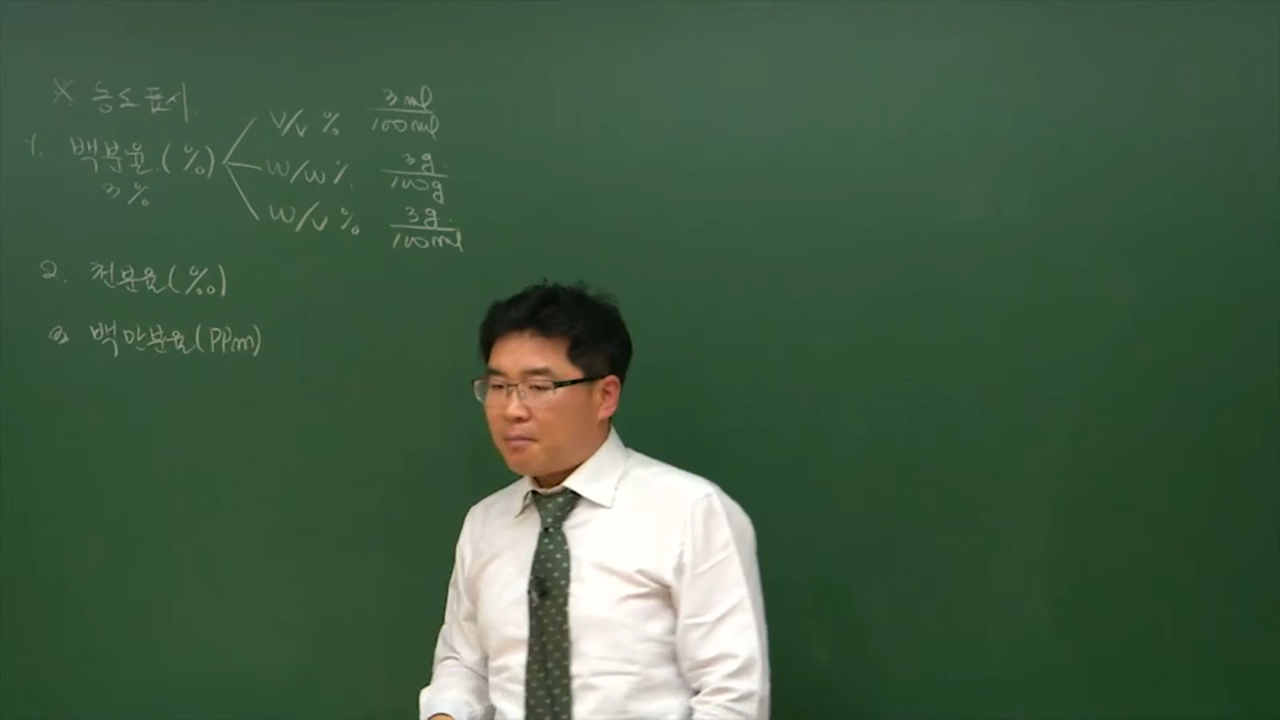 ※ 농도표시.
1. 백분율(%)
3%
V/V % 3ml/100ml
W/W % 3g/100g
W/V % 3g/100ml
2. 천분율(‰)
3 백만분율(PPm)